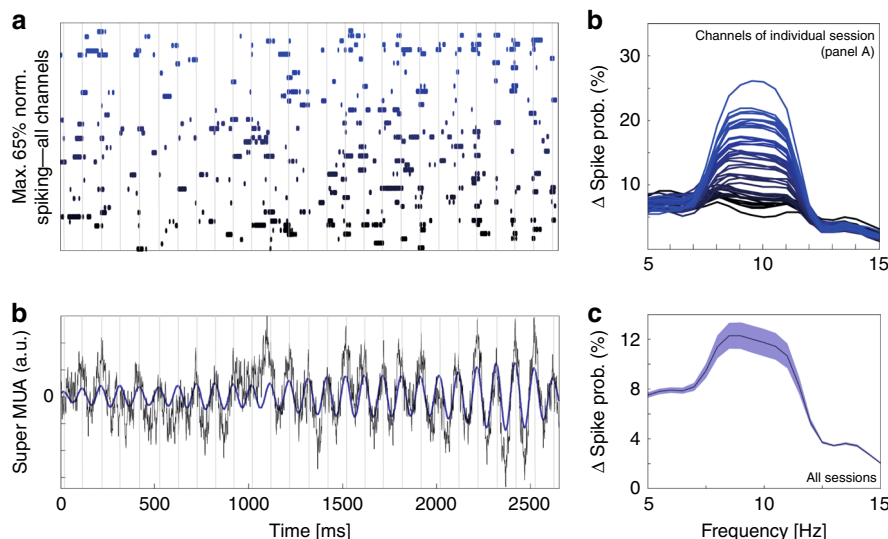 a
Max. 65% norm.
spiking—all channels
b
Channels of individual session
(panel A)
Δ Spike prob. (%)
30
20
10
5
10
15
b
Super MUA (a.u.)
0
0
500
1000
1500
2000
2500
Time [ms]
c
Δ Spike prob. (%)
12
8
4
0
All sessions
5
10
15
Frequency [Hz]